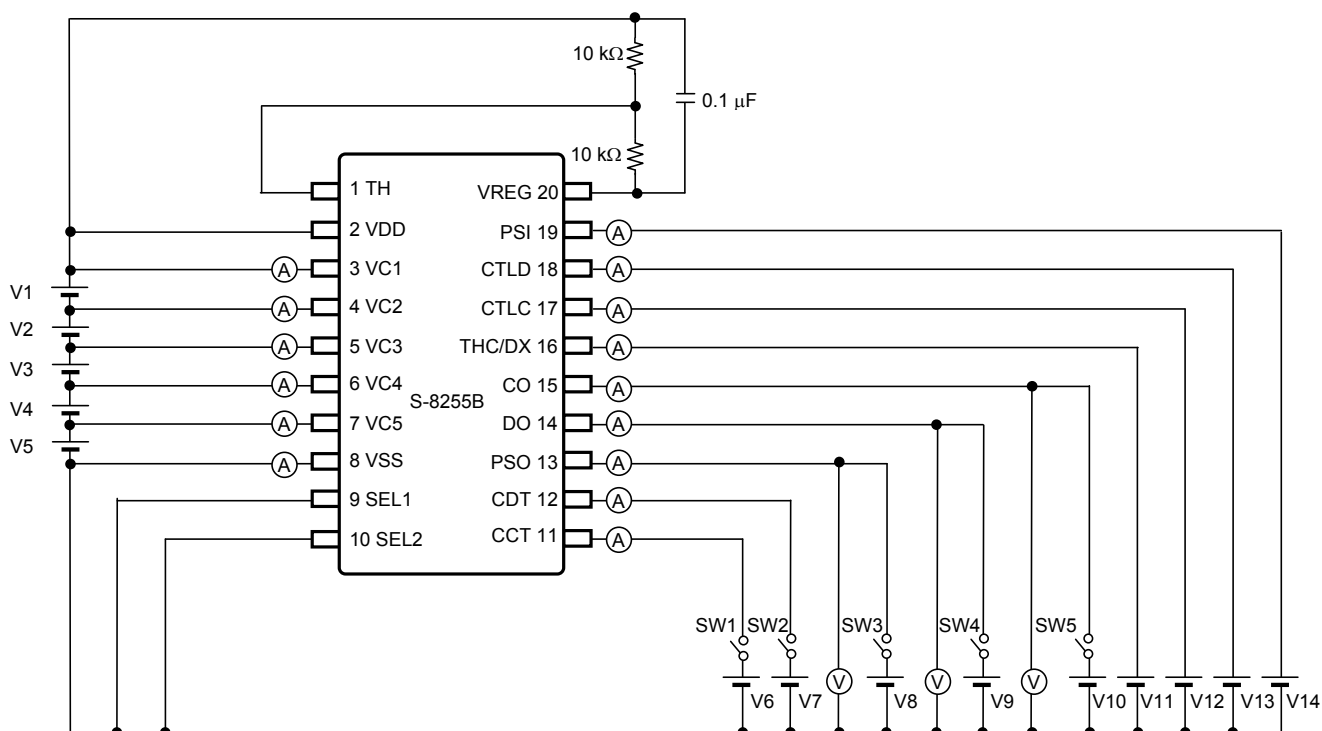 10 kΩ
0.1 μF
10 kΩ
1 TH
VREG 20
2 VDD
PSI 19
A
A
3 VC1
CTLD 18
A
V1
A
4 VC2
CTLC 17
A
V2
A
5 VC3
THC/DX 16
A
V3
A
6 VC4
CO 15
A
S-8255B
V4
A
7 VC5
DO 14
A
V5
A
8 VSS
PSO 13
A
9 SEL1
CDT 12
A
10 SEL2
CCT 11
A
SW1
SW2
SW3
SW4
SW5
V
V
V
V6
V7
V8
V9
V10
V11
V12
V13
V14